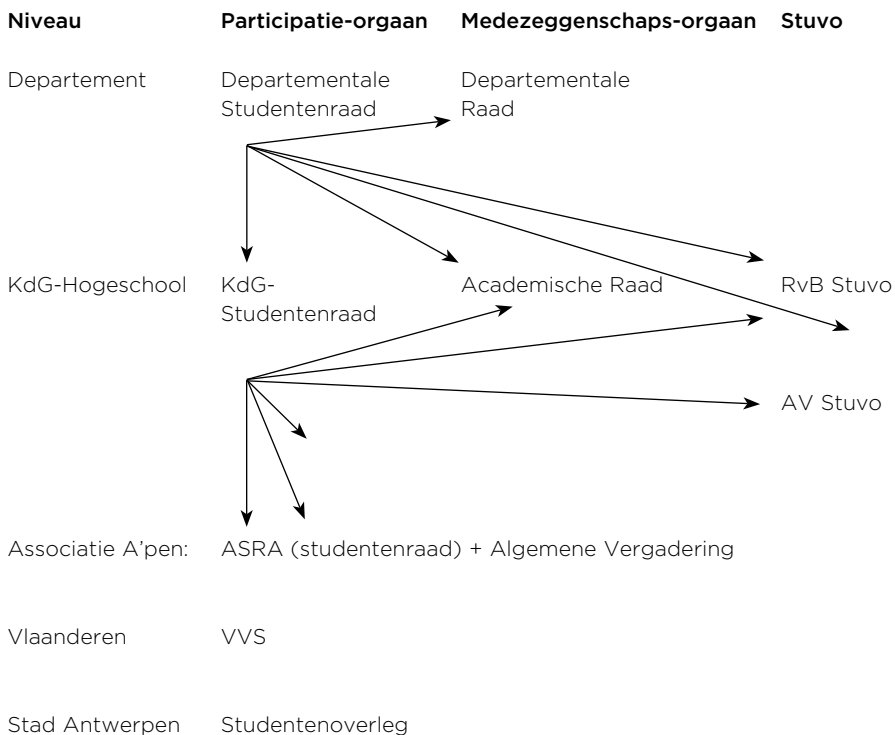 Niveau Participatie-orgaan Medezeggenschaps-orgaan Stuvo
Departement Departementale Departementale
Studentenraad Raad
KdG-Hogeschool KdG- Academische Raad RvB Stuvo
Studentenraad
AV Stuvo
Associatie A'pen: ASRA (studentenraad) + Algemene Vergadering
Vlaanderen VVS
Stad Antwerpen Studentenoverleg